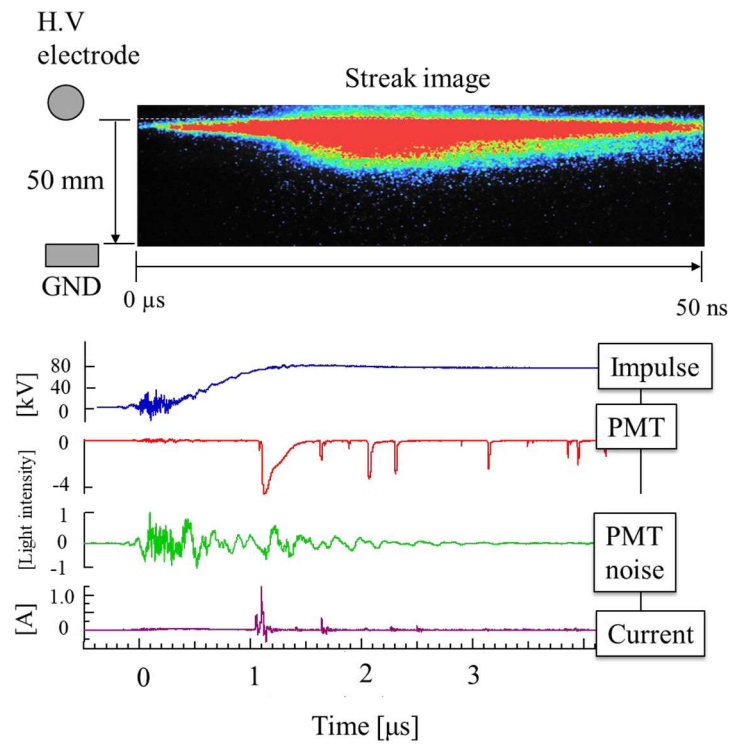 H.V
electrode
Streak image
50 mm
GND
0 μs
50 ns
80
40
0
[kV]
Impulse
0
-4
PMT
[Light intensity]
1
0
-1
PMT
noise
1.0
0
[A]
Current
0 1 2 3
Time [μs]